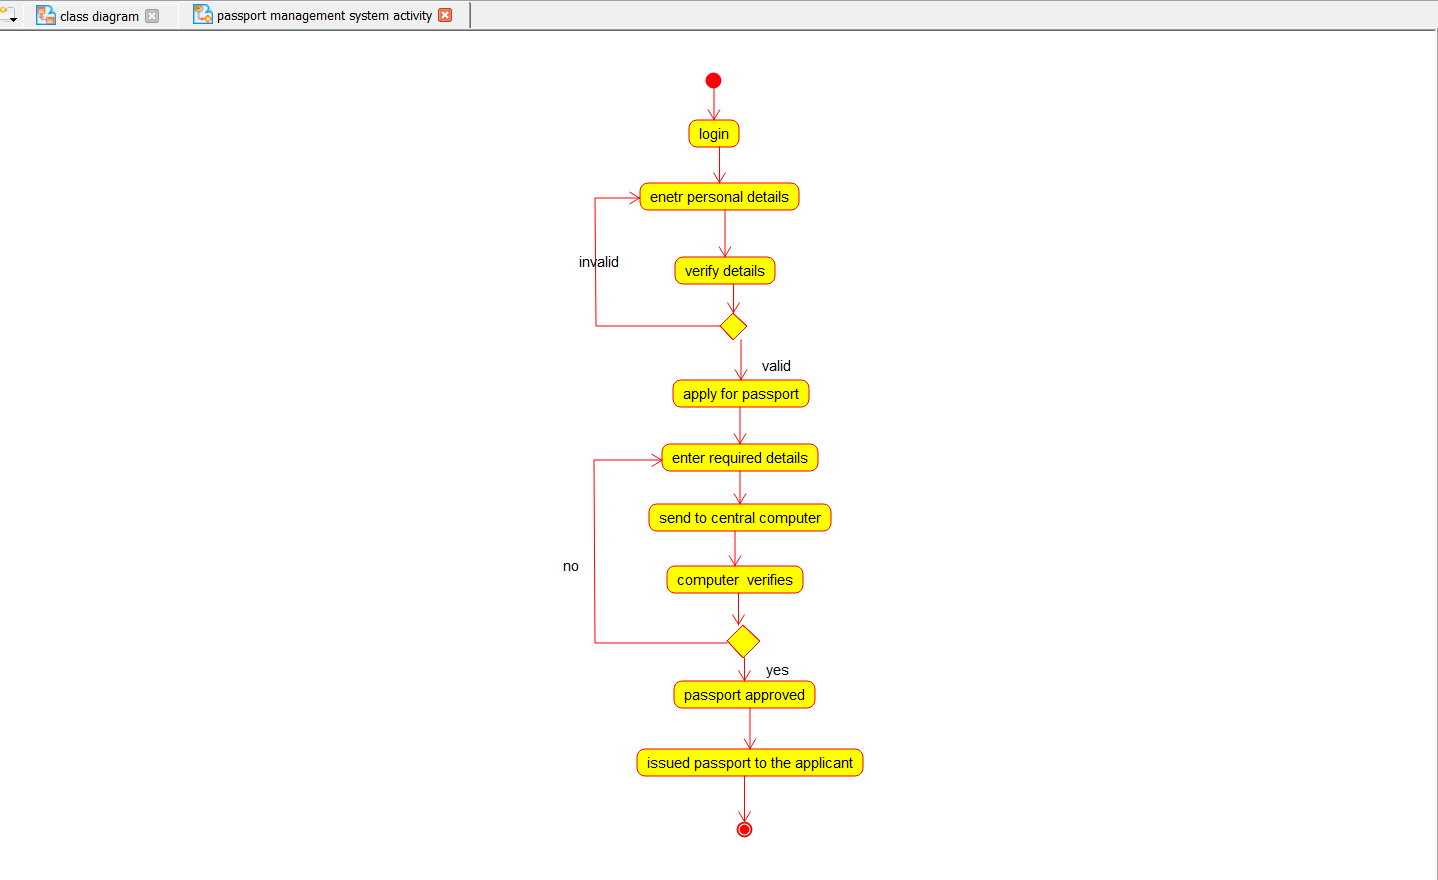 class diagram
passport management system activity
login
enetr personal details
invalid
verify details
valid
apply for passport
enter required details
send to central computer
no
computer  verifies
yes
passport approved
issued passport to the applicant